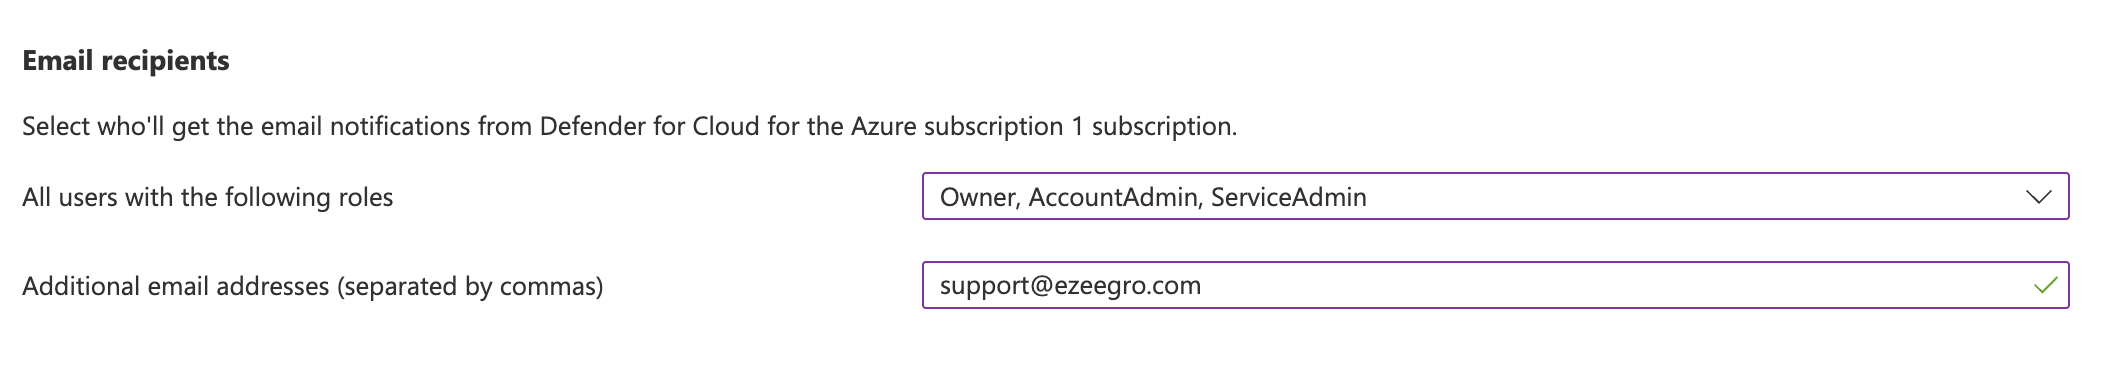 Email recipients
Select who'll get the email notifications from Defender for Cloud for the Azure subscription 1 subscription.
All users with the following roles
Owner, AccountAdmin, ServiceAdmin
Additional email addresses (separated by commas)
support@ezeegro.com